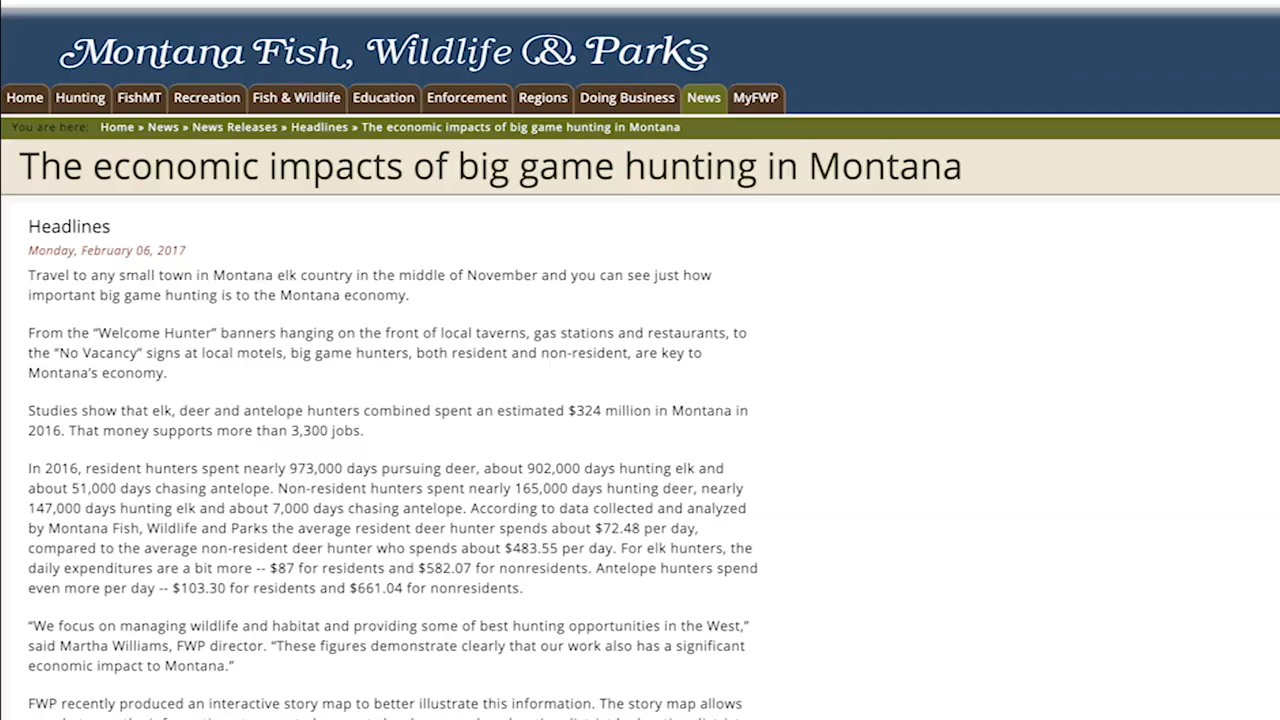 Montana Fish, Wildlife & Parks
Home Hunting FishMT Recreation Fish & Wildlife Education Enforcement Regions Doing Business News MyFWP
You are here: Home » News » News Releases » Headlines » The economic impacts of big game hunting in Montana
The economic impacts of big game hunting in Montana
Headlines
Monday, February 06, 2017
Travel to any small town in Montana elk country in the middle of November and you can see just how
important big game hunting is to the Montana economy.
From the “Welcome Hunter” banners hanging on the front of local taverns, gas stations and restaurants, to
the “No Vacancy” signs at local motels, big game hunters, both resident and non-resident, are key to
Montana’s economy.
Studies show that elk, deer and antelope hunters combined spent an estimated $324 million in Montana in
2016. That money supports more than 3,300 jobs.
In 2016, resident hunters spent nearly 973,000 days pursuing deer, about 902,000 days hunting elk and
about 51,000 days chasing antelope. Non-resident hunters spent nearly 165,000 days hunting deer, nearly
147,000 days hunting elk and about 7,000 days chasing antelope. According to data collected and analyzed
by Montana Fish, Wildlife and Parks the average resident deer hunter spends about $72.48 per day,
compared to the average non-resident deer hunter who spends about $483.55 per day. For elk hunters, the
daily expenditures are a bit more -- $87 for residents and $582.07 for nonresidents. Antelope hunters spend
even more per day -- $103.30 for residents and $661.04 for nonresidents.
“We focus on managing wildlife and habitat and providing some of best hunting opportunities in the West,”
said Martha Williams, FWP director. “These figures demonstrate clearly that our work also has a significant
economic impact to Montana.”
FWP recently produced an interactive story map to better illustrate this information. The story map allows